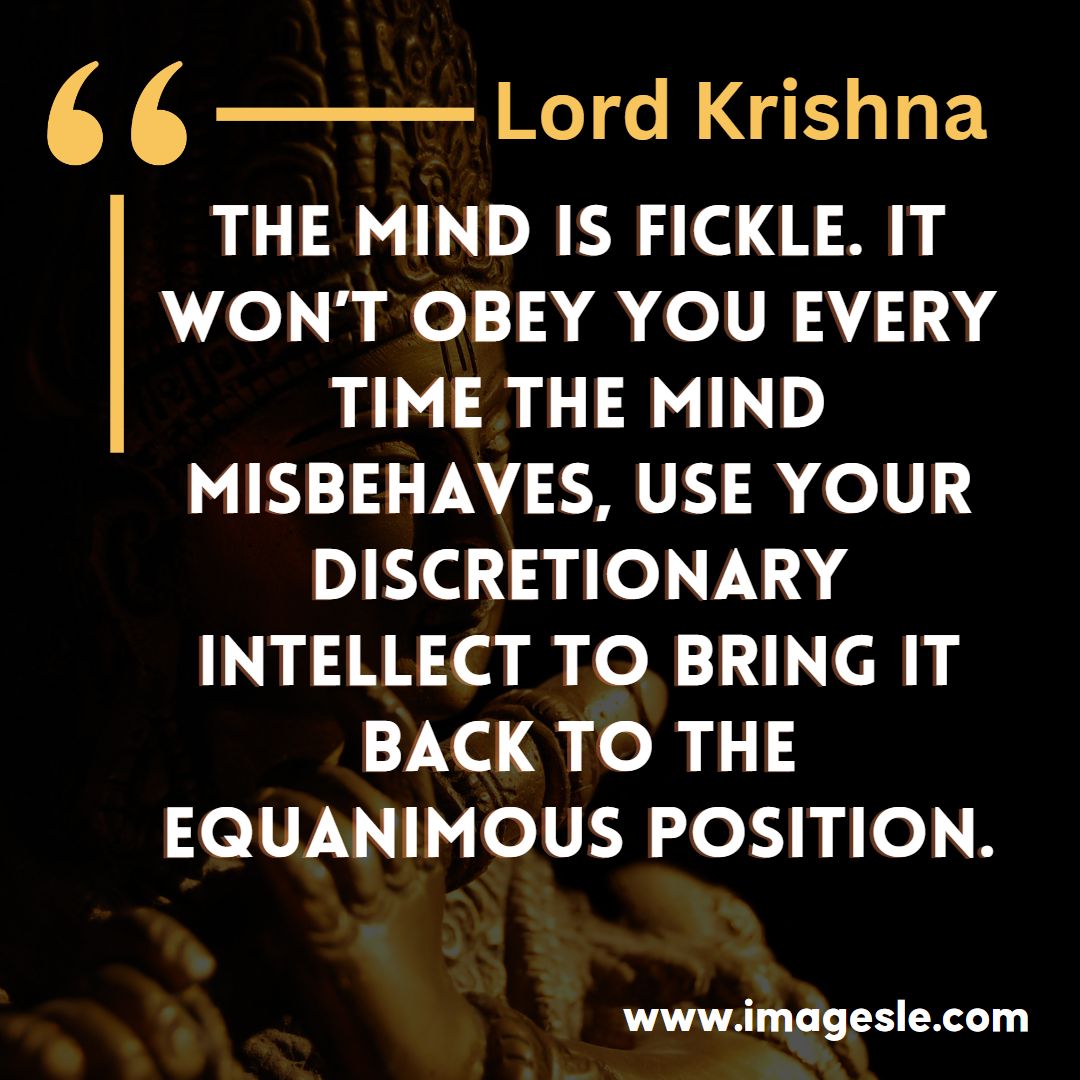 “ Lord Krishna
THE MIND IS FICKLE. IT
WON’T OBEY YOU EVERY
TIME THE MIND
MISBEHAVES, USE YOUR
DISCRETIONARY
INTELLECT TO BRING IT
BACK TO THE
EQUANIMOUS POSITION.
www.imagesle.com